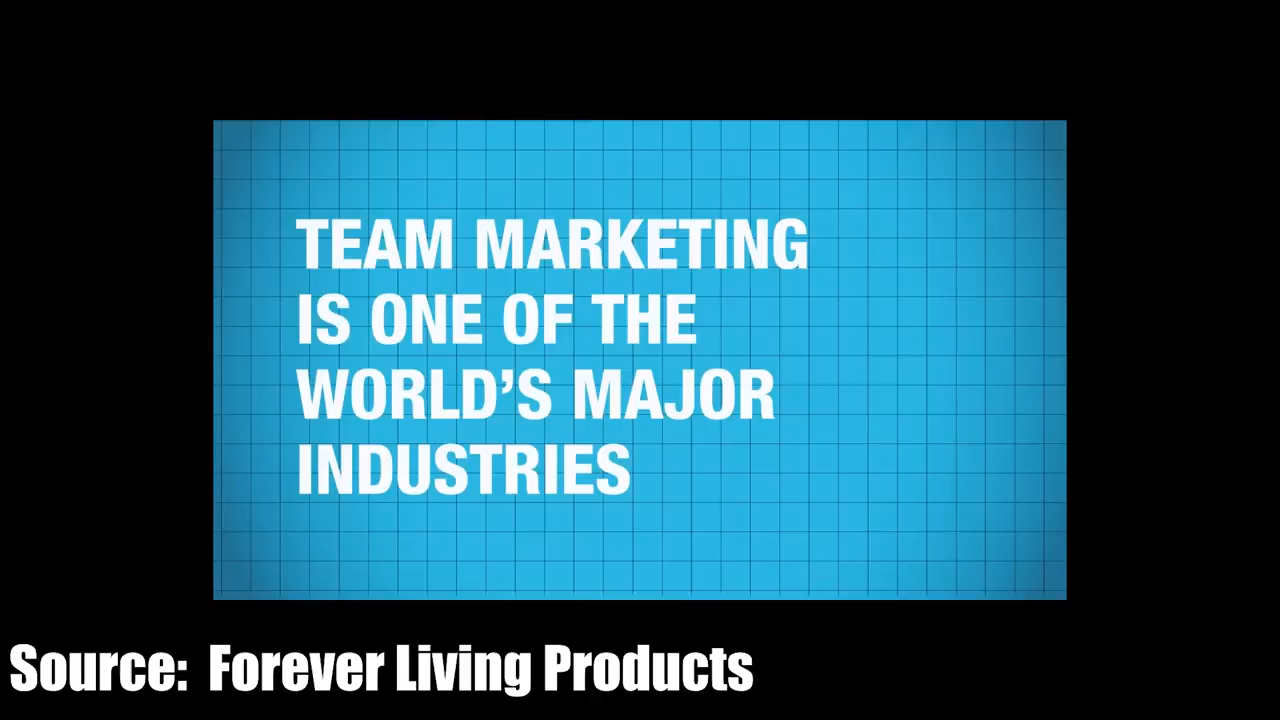 TEAM MARKETING
IS ONE OF THE
WORLD’S MAJOR
INDUSTRIES
Source: Forever Living Products